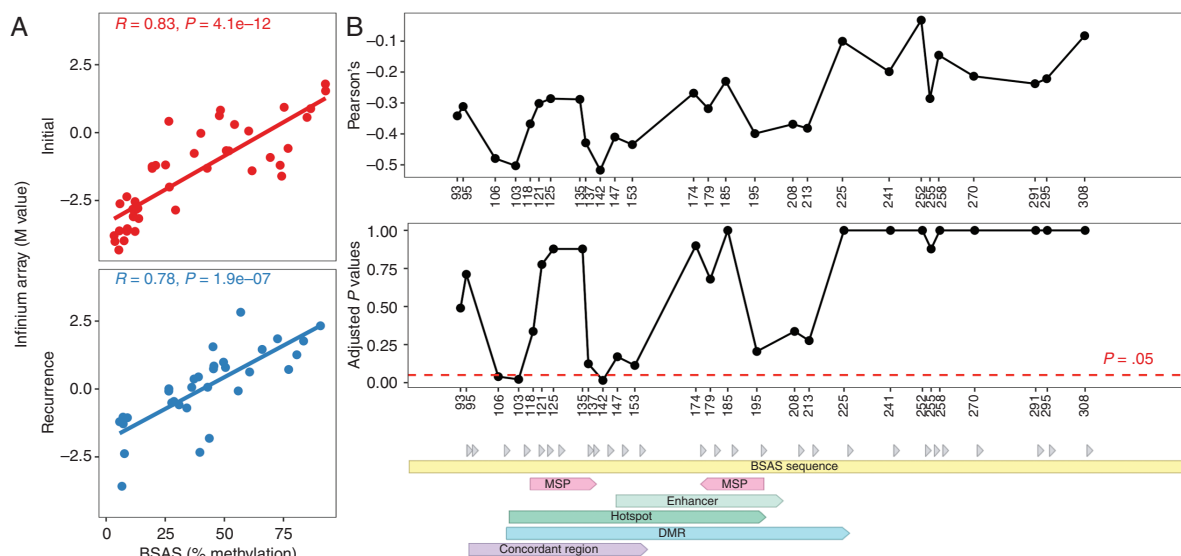 A
R = 0.83, P = 4.1e–12
Infinium array (M value)
Initial
2.5
0.0
−2.5
R = 0.78, P = 1.9e–07
Recurrence
2.5
0.0
−2.5
0 25 50 75
BSAS (% methylation)
B
Pearson's
−0.1
−0.2
−0.3
−0.4
−0.5
93 95 106 103 118 121 125 135 137 142 147 153 174 179 185 195 208 213 225 241 252 255 258 270 291 295 308
Adjusted P values
1.00
0.75
0.50
0.25
0.00
P = .05
93 95 106 103 118 121 125 135 137 142 147 153 174 179 185 195 208 213 225 241 252 255 258 270 291 295 308
BSAS sequence
MSP MSP
Enhancer
Hotspot
DMR
Concordant region